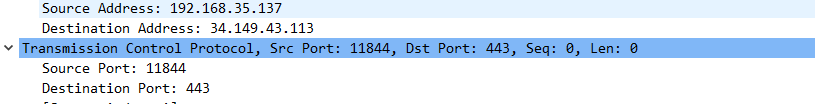 Source Address: 192.168.35.137
Destination Address: 34.149.43.113
Transmission Control Protocol, Src Port: 11844, Dst Port: 443, Seq: 0, Len: 0
Source Port: 11844
Destination Port: 443